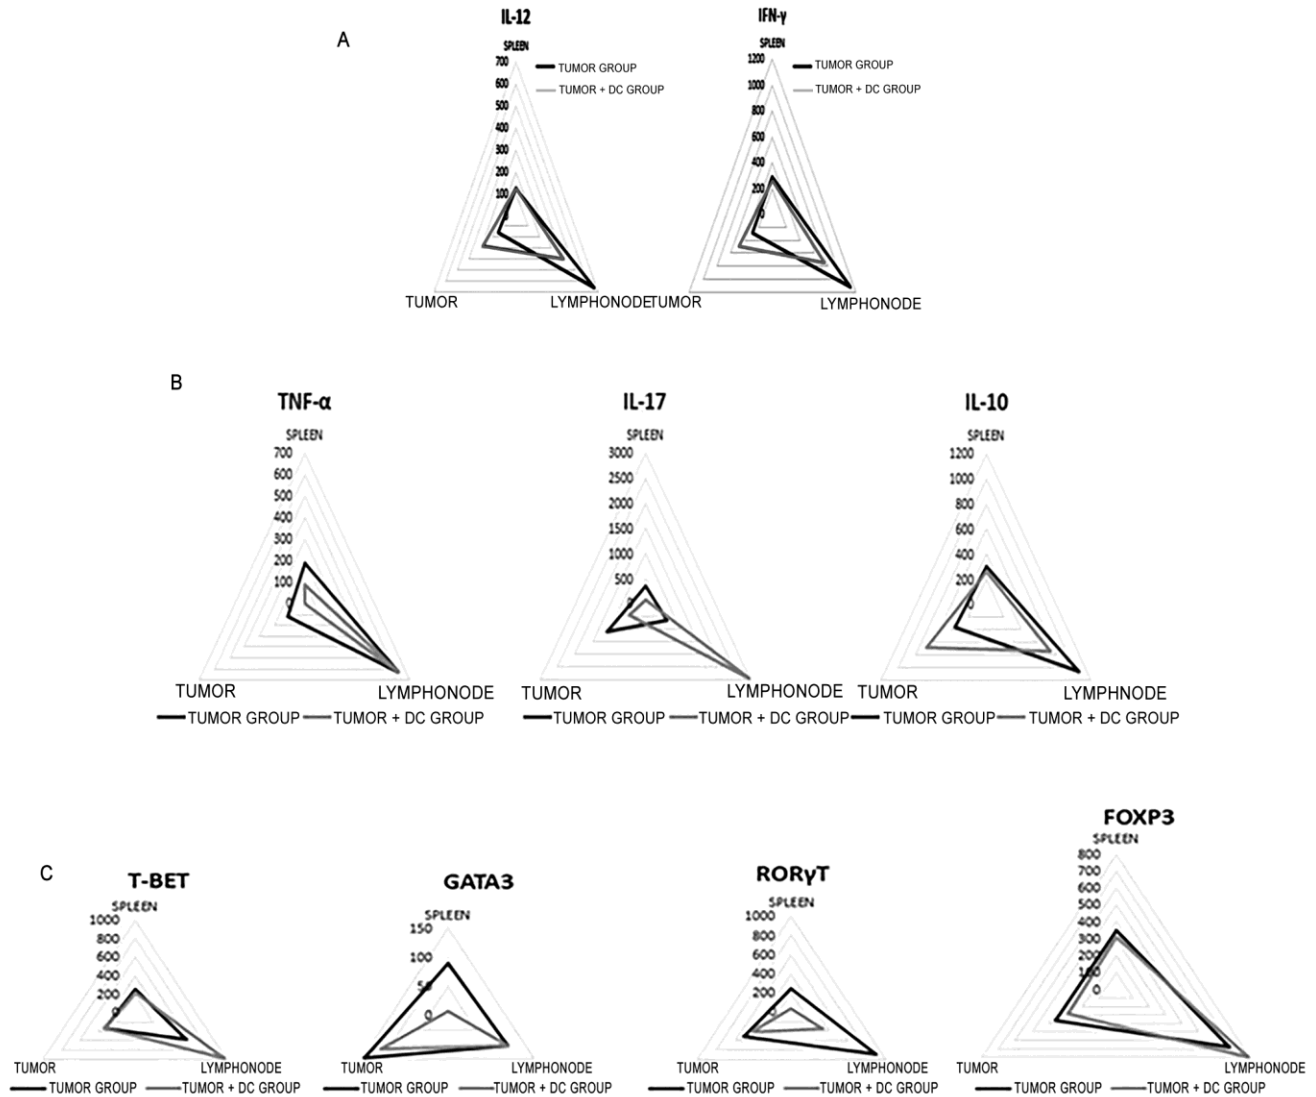 A
IL-12
SPLEEN
700
600
500
400
300
200
100
0
TUMOR GROUP
TUMOR + DC GROUP
TUMOR
LYMPHONODE
IFN-γ
SPLEEN
1200
1000
800
600
400
200
0
TUMOR GROUP
TUMOR + DC GROUP
TUMOR
LYMPHONODE
B
TNF-α
SPLEEN
700
600
500
400
300
200
100
0
TUMOR
LYMPHONODE
TUMOR GROUP
TUMOR + DC GROUP
IL-17
SPLEEN
3000
2500
2000
1500
1000
500
0
TUMOR
LYMPHONODE
TUMOR GROUP
TUMOR + DC GROUP
IL-10
SPLEEN
1200
1000
800
600
400
200
0
TUMOR
LYMPHNODE
TUMOR GROUP
TUMOR + DC GROUP
C
T-BET
SPLEEN
1000
800
600
400
200
0
TUMOR
LYMPHONODE
TUMOR GROUP
TUMOR + DC GROUP
GATA3
SPLEEN
150
100
50
0
TUMOR
LYMPHONODE
TUMOR GROUP
TUMOR + DC GROUP
RORγT
SPLEEN
1000
800
600
400
200
0
TUMOR
LYMPHONODE
TUMOR GROUP
TUMOR + DC GROUP
FOXP3
SPLEEN
800
700
600
500
400
300
200
100
0
TUMOR
LYMPHONODE
TUMOR GROUP
TUMOR + DC GROUP